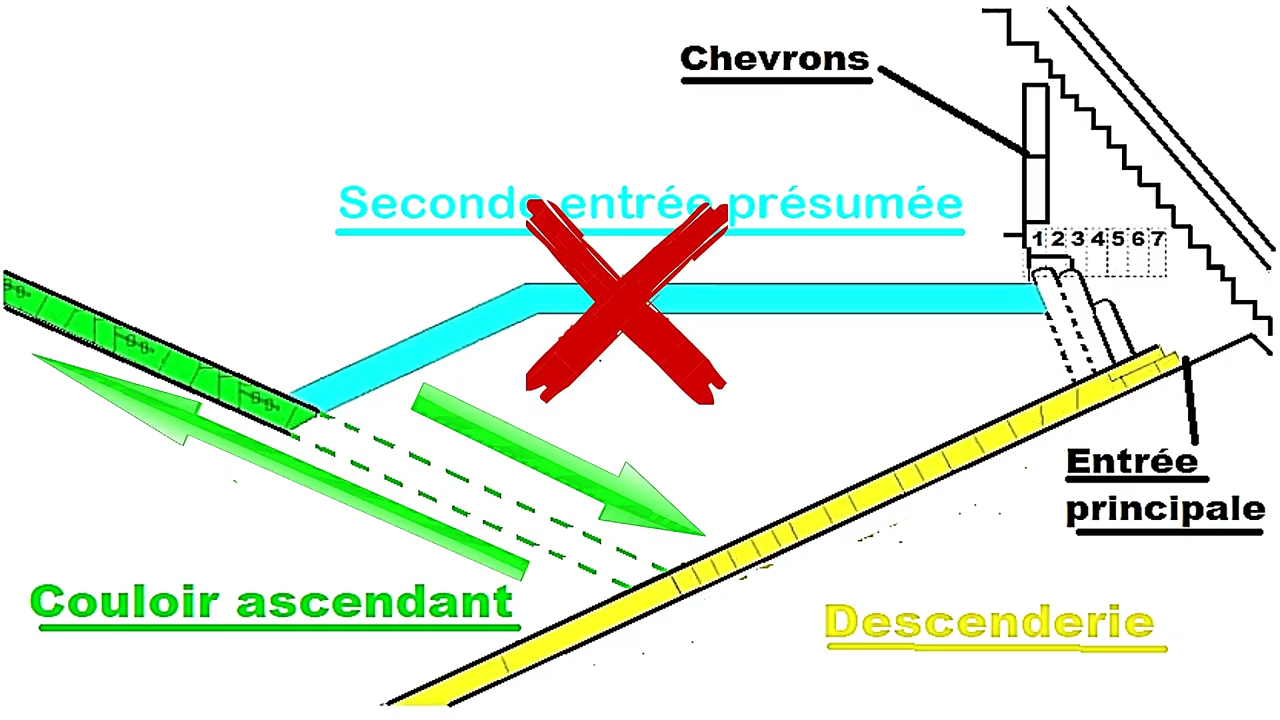 Chevrons
Seconde entrée présumée
1 2 3 4 5 6 7
Entrée
principale
Couloir ascendant
Descenderie